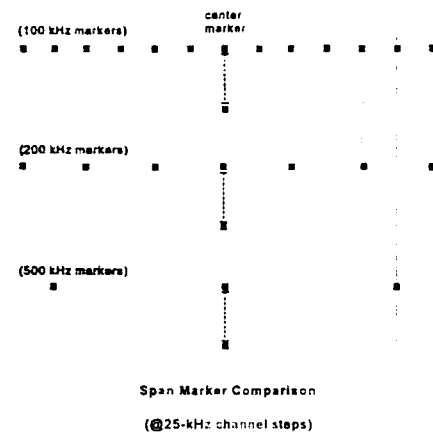 center
marker
(100 kHz markers)
(200 kHz markers)
(500 kHz markers)
Span Marker Comparison
(@25-kHz channel steps)